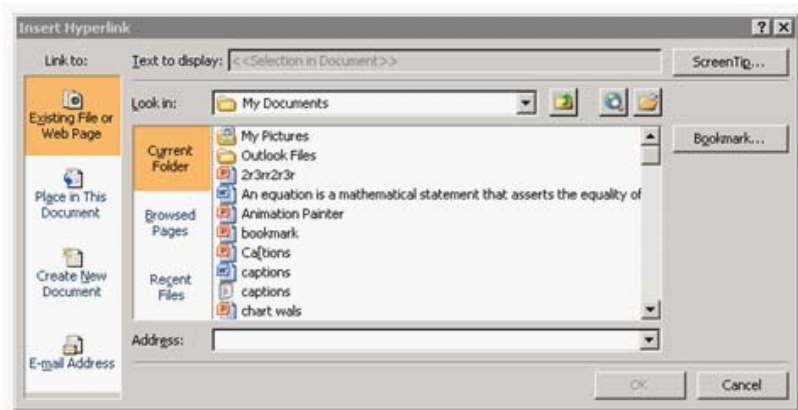 Insert Hyperlink
Link to:
Text to display: <<Selection in Document>>
ScreenTip...
Existing File or
Web Page
Place in This
Document
Create New
Document
E-mail Address
Look in:
My Documents
Current
Folder
Browsed
Pages
Recent
Files
My Pictures
Outlook Files
2r3rr2r3r
An equation is a mathematical statement that asserts the equality of
Animation Painter
bookmark
Ca[tions
captions
captions
chart wals
Bookmark...
Address:
OK
Cancel